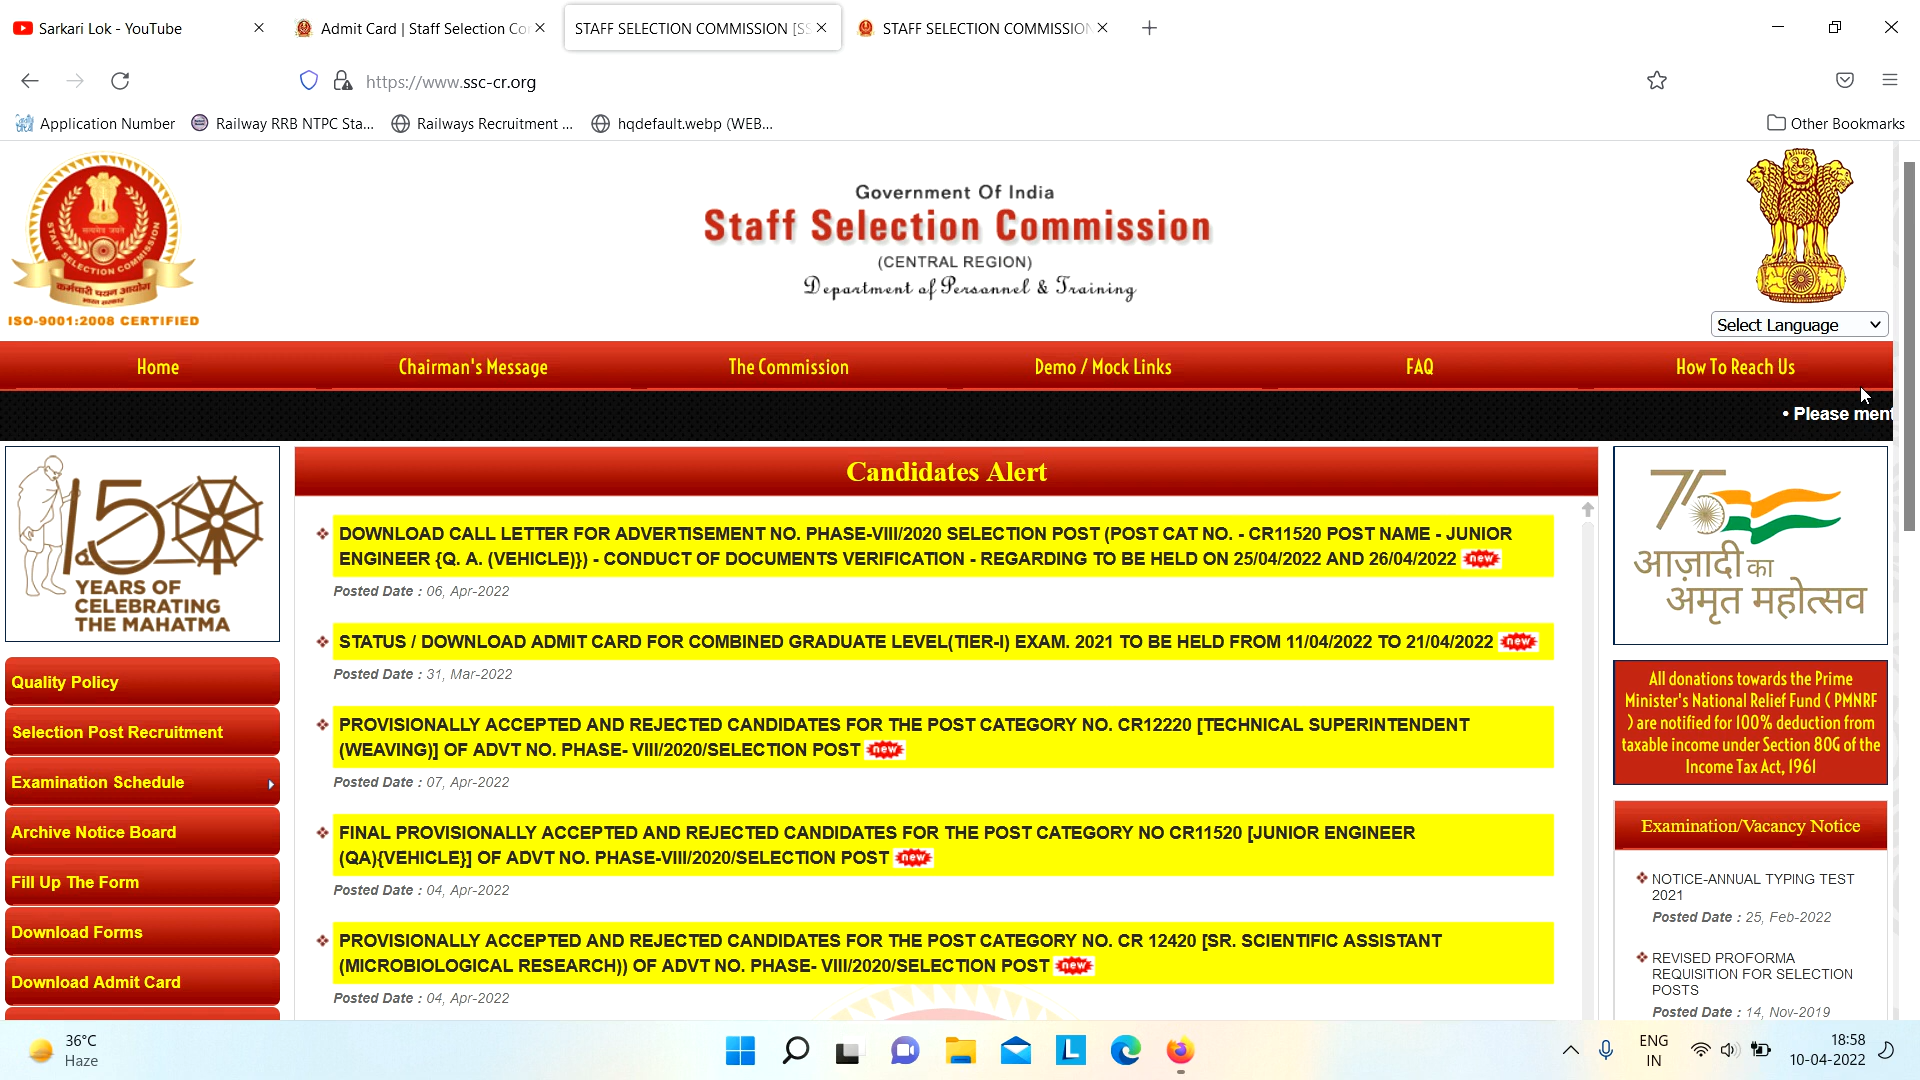 Sarkari Lok - YouTube
Admit Card | Staff Selection Co
STAFF SELECTION COMMISSION [SS
STAFF SELECTION COMMISSION
https://www.ssc-cr.org
Application Number
Railway RRB NTPC Sta...
Railways Recruitment ...
hqdefault.webp (WEB...
Other Bookmarks
STAFF SELECTION COMMISSION
सत्यमेव जयते
कर्मचारी चयन आयोग
भारत सरकार
ISO-9001:2008 CERTIFIED
Government Of India
Staff Selection Commission
(CENTRAL REGION)
Department of Personnel & Training
Select Language
Home
Chairman's Message
The Commission
Demo / Mock Links
FAQ
How To Reach Us
• Please ment
150
YEARS OF
CELEBRATING
THE MAHATMA
Quality Policy
Selection Post Recruitment
Examination Schedule
Archive Notice Board
Fill Up The Form
Download Forms
Download Admit Card
Candidates Alert
DOWNLOAD CALL LETTER FOR ADVERTISEMENT NO. PHASE-VIII/2020 SELECTION POST (POST CAT NO. - CR11520 POST NAME - JUNIOR
ENGINEER {Q. A. (VEHICLE)}) - CONDUCT OF DOCUMENTS VERIFICATION - REGARDING TO BE HELD ON 25/04/2022 AND 26/04/2022 new
Posted Date : 06, Apr-2022
STATUS / DOWNLOAD ADMIT CARD FOR COMBINED GRADUATE LEVEL(TIER-I) EXAM. 2021 TO BE HELD FROM 11/04/2022 TO 21/04/2022 new
Posted Date : 31, Mar-2022
PROVISIONALLY ACCEPTED AND REJECTED CANDIDATES FOR THE POST CATEGORY NO. CR12220 [TECHNICAL SUPERINTENDENT
(WEAVING)] OF ADVT NO. PHASE- VIII/2020/SELECTION POST new
Posted Date : 07, Apr-2022
FINAL PROVISIONALLY ACCEPTED AND REJECTED CANDIDATES FOR THE POST CATEGORY NO CR11520 [JUNIOR ENGINEER
(QA){VEHICLE}] OF ADVT NO. PHASE-VIII/2020/SELECTION POST new
Posted Date : 04, Apr-2022
PROVISIONALLY ACCEPTED AND REJECTED CANDIDATES FOR THE POST CATEGORY NO. CR 12420 [SR. SCIENTIFIC ASSISTANT
(MICROBIOLOGICAL RESEARCH)) OF ADVT NO. PHASE- VIII/2020/SELECTION POST new
Posted Date : 04, Apr-2022
75
आज़ादी का
अमृत महोत्सव
All donations towards the Prime
Minister's National Relief Fund ( PMNRF
) are notified for 100% deduction from
taxable income under Section 80G of the
Income Tax Act, 1961
Examination/Vacancy Notice
NOTICE-ANNUAL TYPING TEST
2021
Posted Date : 25, Feb-2022
REVISED PROFORMA
REQUISITION FOR SELECTION
POSTS
Posted Date : 14, Nov-2019
36°C
Haze
L
ENG
IN
18:58
10-04-2022